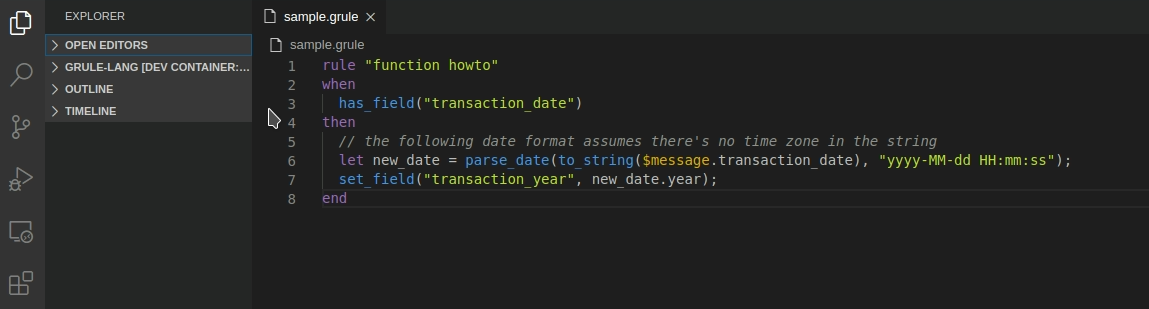 EXPLORER
OPEN EDITORS
GRULE-LANG [DEV CONTAINER:...
OUTLINE
TIMELINE
sample.grule
sample.grule
1 rule "function howto"
2 when
3 has_field("transaction_date")
4 then
5 // the following date format assumes there's no time zone in the string
6 let new_date = parse_date(to_string($message.transaction_date), "yyyy-MM-dd HH:mm:ss");
7 set_field("transaction_year", new_date.year);
8 end